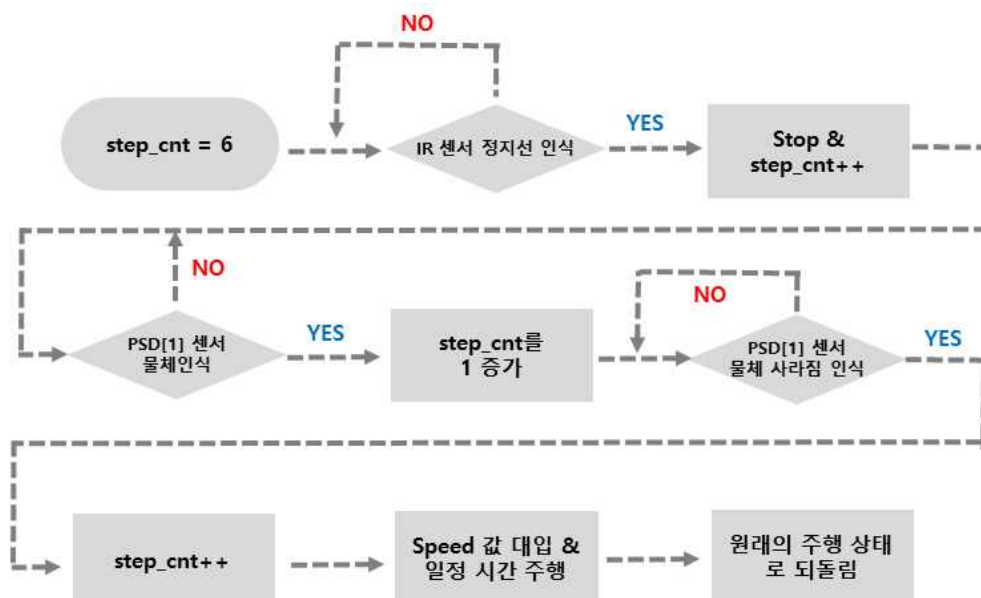 NO
step_cnt = 6
IR 센서 정지선 인식
YES
Stop &
step_cnt++
NO
PSD[1] 센서
물체인식
YES
step_cnt를
1 증가
NO
PSD[1] 센서
물체 사라짐 인식
YES
step_cnt++
Speed 값 대입 &
일정 시간 주행
원래의 주행 상태
로 되돌림